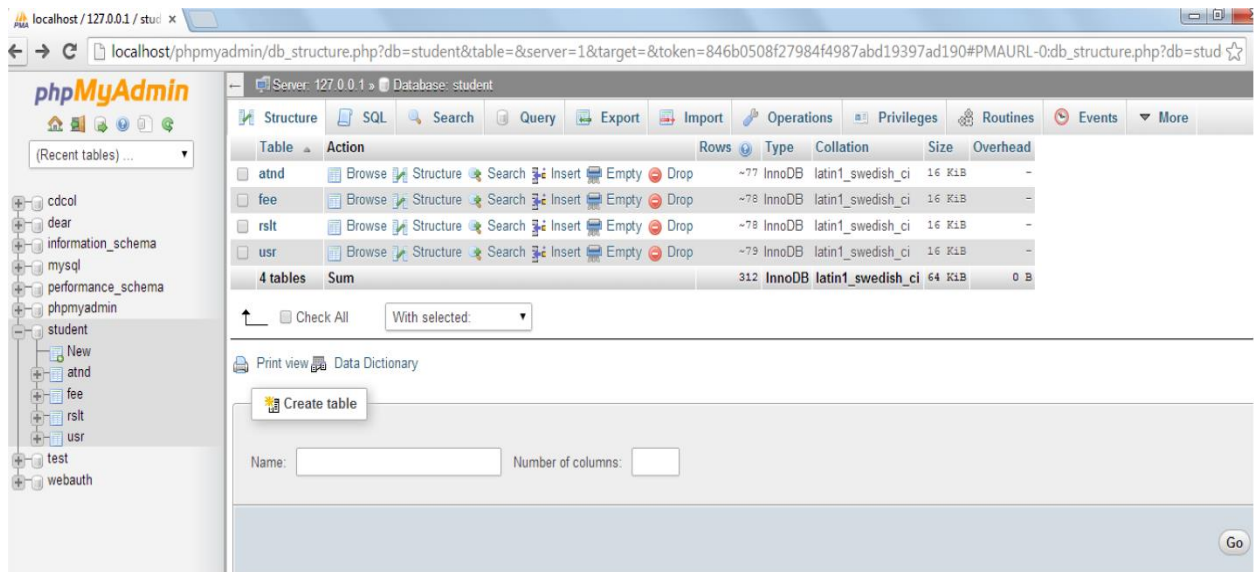 localhost / 127.0.0.1 / stud ×
localhost/phpmyadmin/db_structure.php?db=student&table=&server=1&target=&token=846b0508f27984f4987abd19397ad190#PMAURL-0:db_structure.php?db=stud
phpMyAdmin
(Recent tables) ...
cdcol
dear
information_schema
mysql
performance_schema
phpmyadmin
student
New
atnd
fee
rslt
usr
test
webauth
Server: 127.0.0.1 » Database: student
Structure SQL Search Query Export Import Operations Privileges Routines Events More
Table Action Rows Type Collation Size Overhead
atnd Browse Structure Search Insert Empty Drop ~77 InnoDB latin1_swedish_ci 16 KiB -
fee Browse Structure Search Insert Empty Drop ~78 InnoDB latin1_swedish_ci 16 KiB -
rslt Browse Structure Search Insert Empty Drop ~78 InnoDB latin1_swedish_ci 16 KiB -
usr Browse Structure Search Insert Empty Drop ~79 InnoDB latin1_swedish_ci 16 KiB -
4 tables Sum 312 InnoDB latin1_swedish_ci 64 KiB 0 B
Check All With selected:
Print view Data Dictionary
Create table
Name: Number of columns:
Go